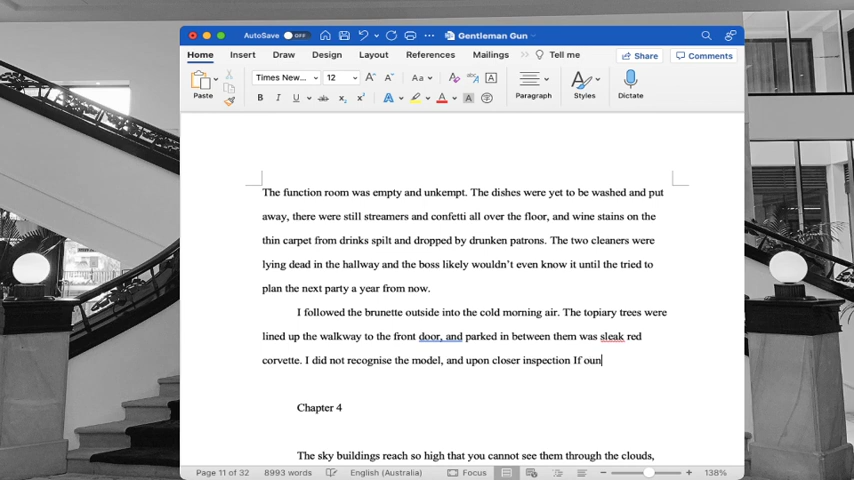 AutoSave OFF Gentleman Gun
Home Insert Draw Design Layout References Mailings Tell me Share Comments
Paste Times New... 12 Aa Paragraph Styles Dictate
The function room was empty and unkempt. The dishes were yet to be washed and put
away, there were still streamers and confetti all over the floor, and wine stains on the
thin carpet from drinks spilt and dropped by drunken patrons. The two cleaners were
lying dead in the hallway and the boss likely wouldn't even know it until the tried to
plan the next party a year from now.
I followed the brunette outside into the cold morning air. The topiary trees were
lined up the walkway to the front door, and parked in between them was sleak red
corvette. I did not recognise the model, and upon closer inspection If oun
Chapter 4
The sky buildings reach so high that you cannot see them through the clouds,
Page 11 of 32 8993 words English (Australia) Focus 138%